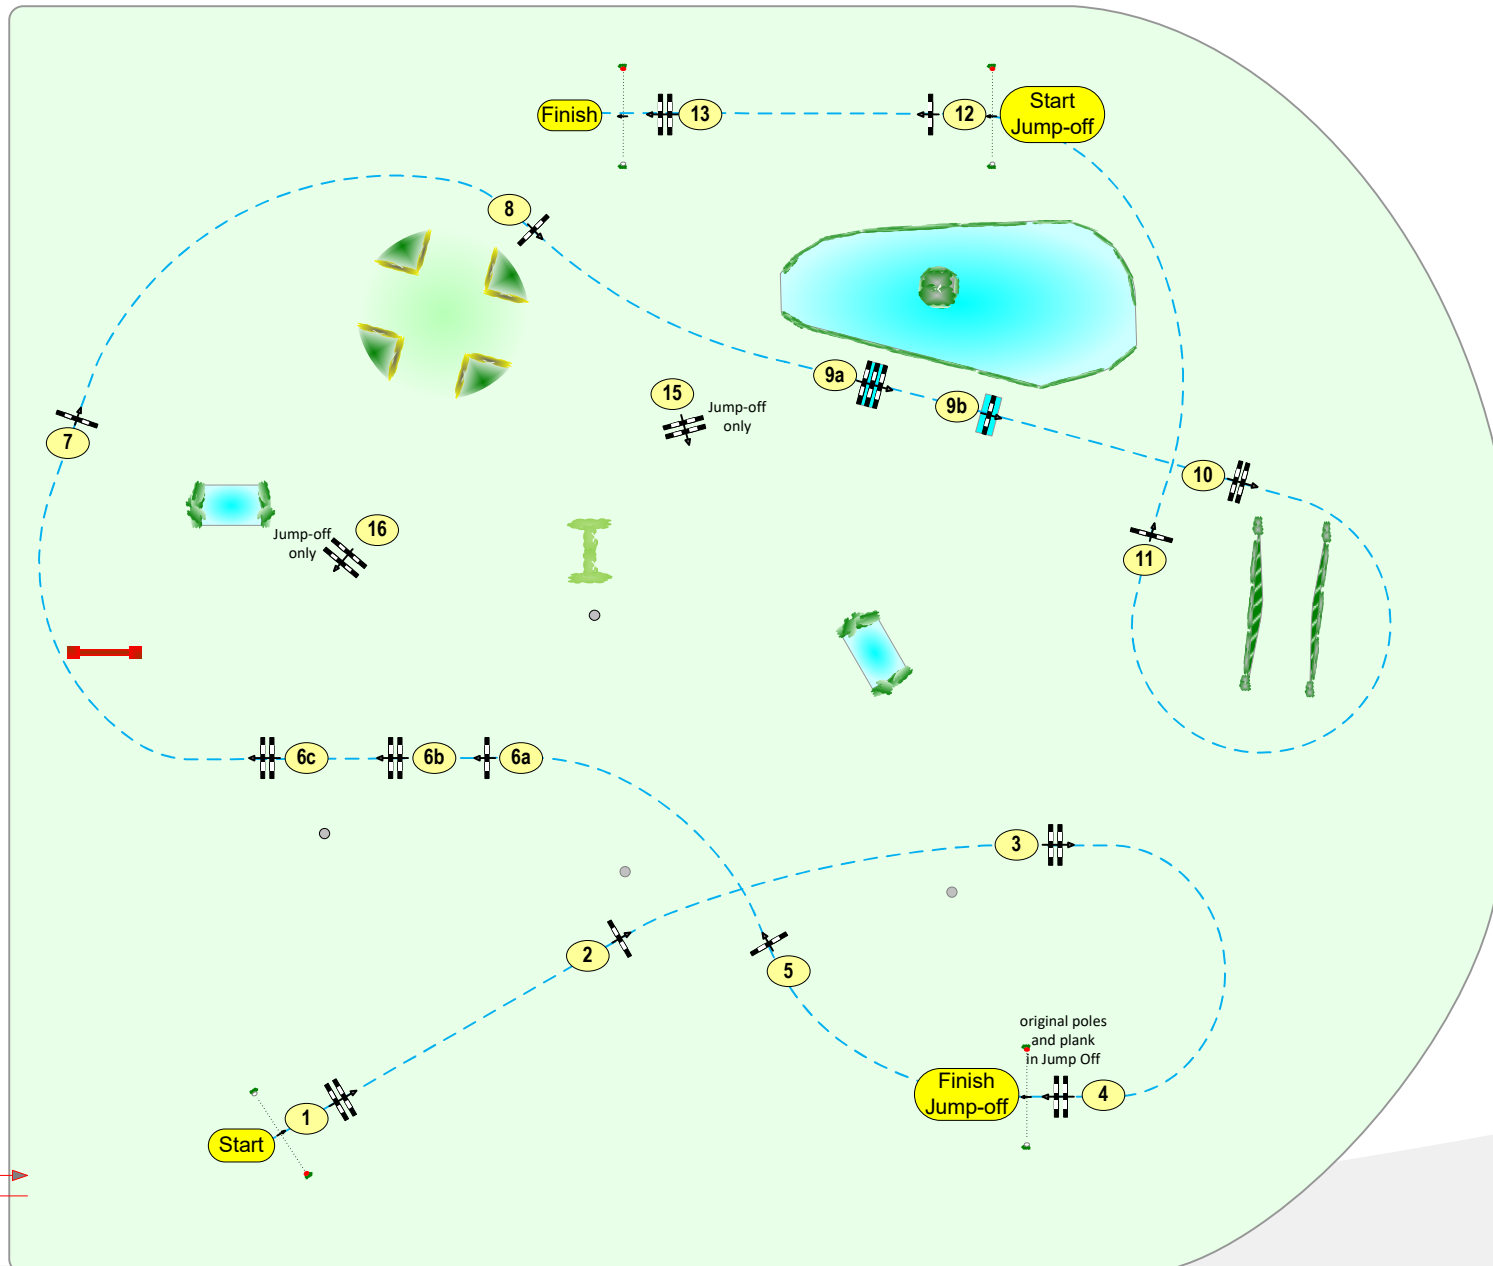 Finish
13
12
Start
Jump-off
8
9a
15
Jump-off
only
9b
7
10
16
Jump-off
only
11
6c
6b
6a
3
2
5
original poles
and plank
in Jump Off
Finish
Jump-off
4
1
Start